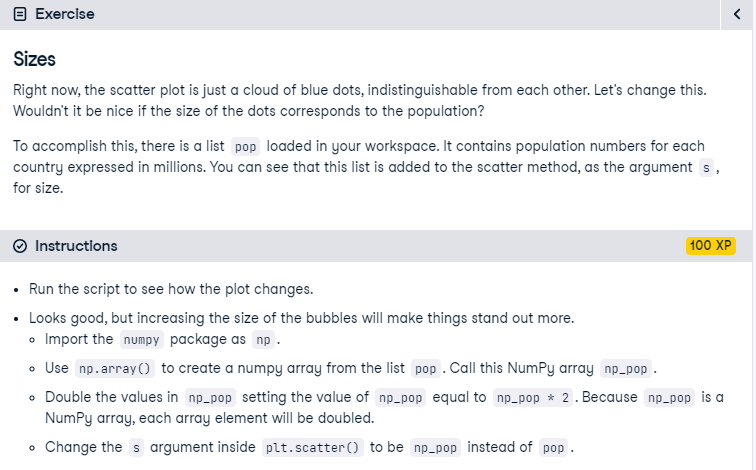 Exercise
Sizes
Right now, the scatter plot is just a cloud of blue dots, indistinguishable from each other. Let's change this.
Wouldn't it be nice if the size of the dots corresponds to the population?
To accomplish this, there is a list pop loaded in your workspace. It contains population numbers for each
country expressed in millions. You can see that this list is added to the scatter method, as the argument s ,
for size.
Instructions
100 XP
• Run the script to see how the plot changes.
• Looks good, but increasing the size of the bubbles will make things stand out more.
◦ Import the numpy package as np .
◦ Use np.array() to create a numpy array from the list pop . Call this NumPy array np_pop .
◦ Double the values in np_pop setting the value of np_pop equal to np_pop * 2 . Because np_pop is a
NumPy array, each array element will be doubled.
◦ Change the s argument inside plt.scatter() to be np_pop instead of pop .